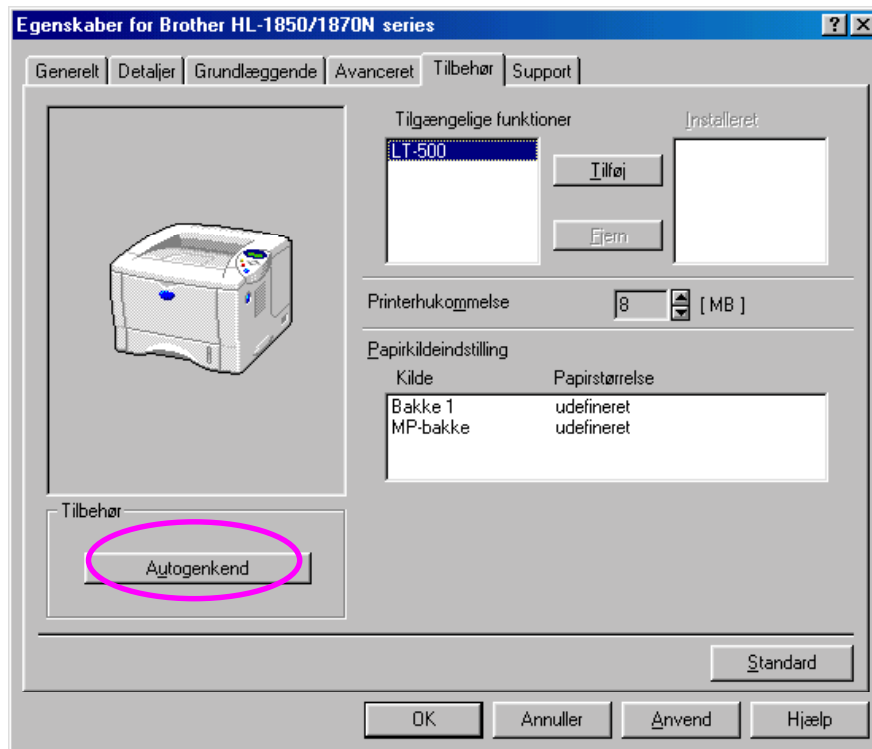 Egenskaber for Brother HL-1850/1870N series
Generelt Detaljer Grundlæggende Avanceret Tilbehør Support
Tilgængelige funktioner Installeret
LT-500
Tilføj
Fjern
Printerhukommelse 8 [ MB ]
Papirkildeindstilling
Kilde Papirstørrelse
Bakke 1 udefineret
MP-bakke udefineret
Tilbehør
Autogenkend
Standard
OK Annuller Anvend Hjælp